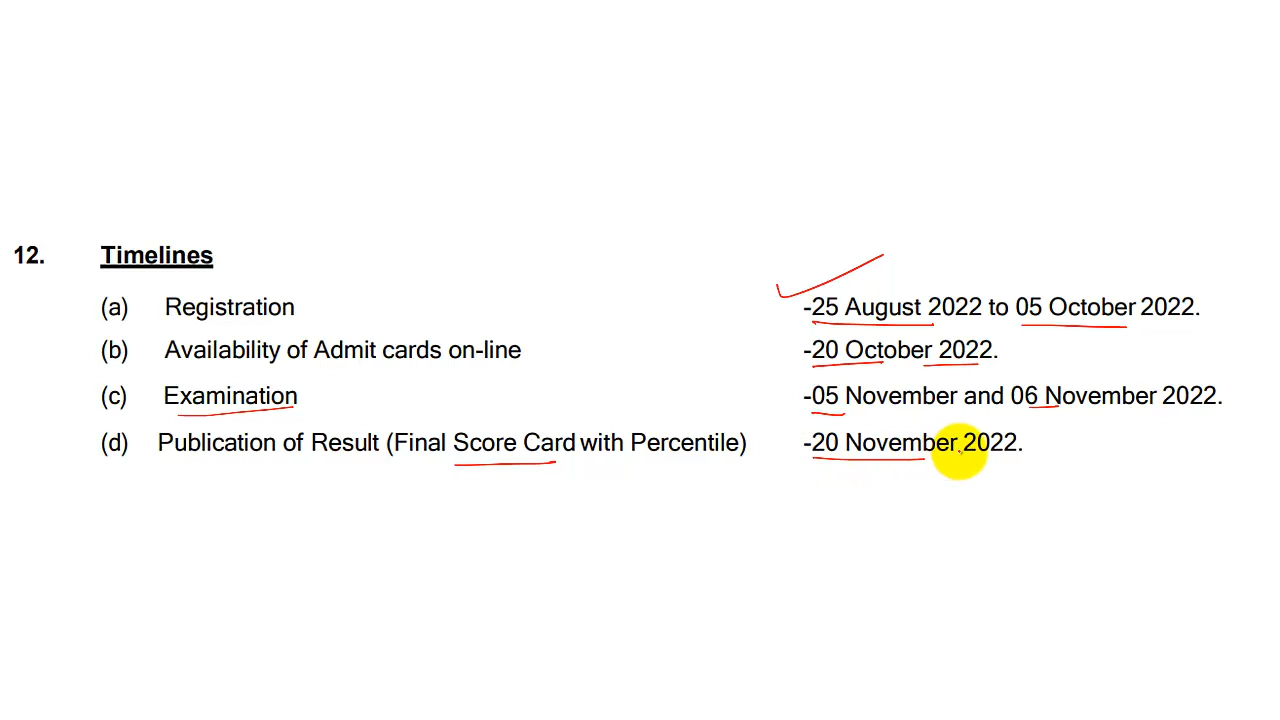 12. Timelines
(a) Registration -25 August 2022 to 05 October 2022.
(b) Availability of Admit cards on-line -20 October 2022.
(c) Examination -05 November and 06 November 2022.
(d) Publication of Result (Final Score Card with Percentile) -20 November 2022.